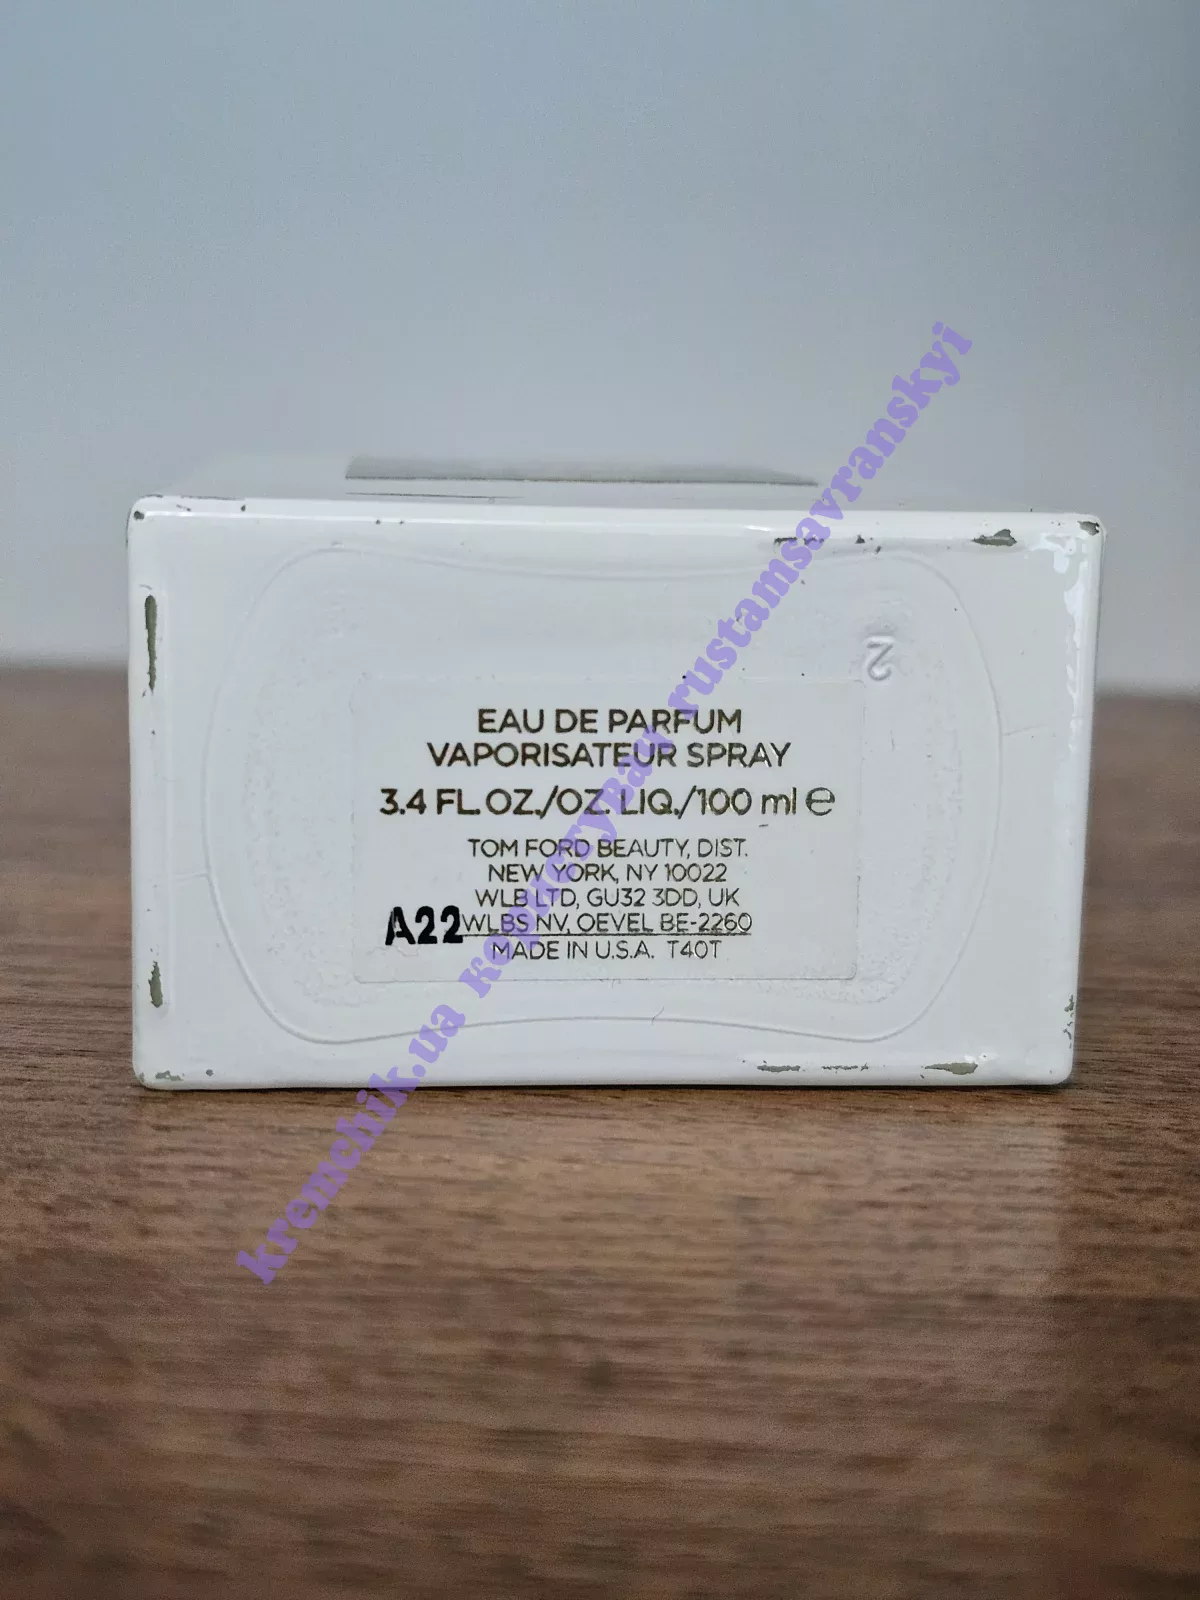 2
EAU DE PARFUM
VAPORISATEUR SPRAY
3.4 FL.OZ./OZ. LIQ./100 ml ℮
TOM FORD BEAUTY, DIST.
NEW YORK, NY 10022
WLB LTD, GU32 3DD, UK
A22 WLBS NV, OEVEL BE-2260
MADE IN U.S.A. T40T
kremchik.ua користувач rustamsavranskyi